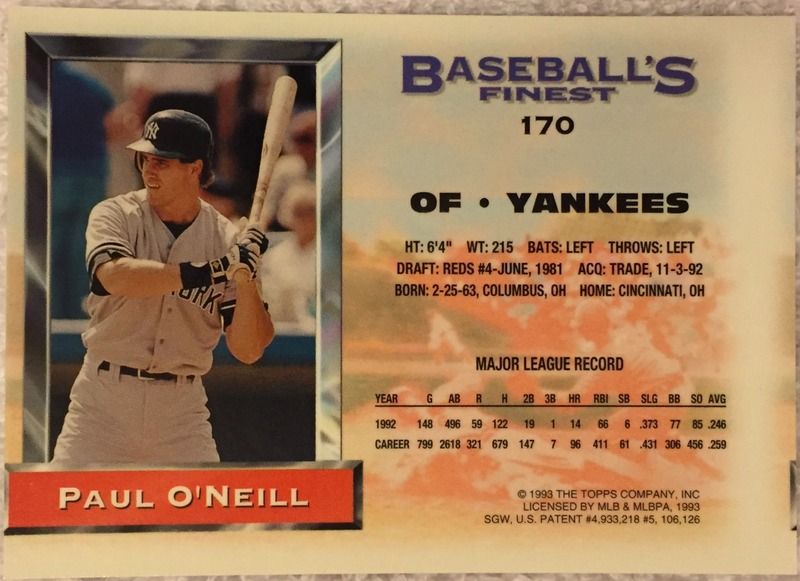 BASEBALL'S
FINEST
170
OF • YANKEES
HT: 6'4" WT: 215 BATS: LEFT THROWS: LEFT
DRAFT: REDS #4-JUNE, 1981 ACQ: TRADE, 11-3-92
BORN: 2-25-63, COLUMBUS, OH HOME: CINCINNATI, OH
MAJOR LEAGUE RECORD
YEAR G AB R H 2B 3B HR RBI SB SLG BB SO AVG
1992 148 496 59 122 19 1 14 66 6 .373 77 85 .246
CAREER 799 2618 321 679 147 7 96 411 61 .431 306 456 .259
NY
YORK
PAUL O'NEILL
© 1993 THE TOPPS COMPANY, INC
LICENSED BY MLB & MLBPA, 1993
SGW, U.S. PATENT #4,933,218 #5, 106,126